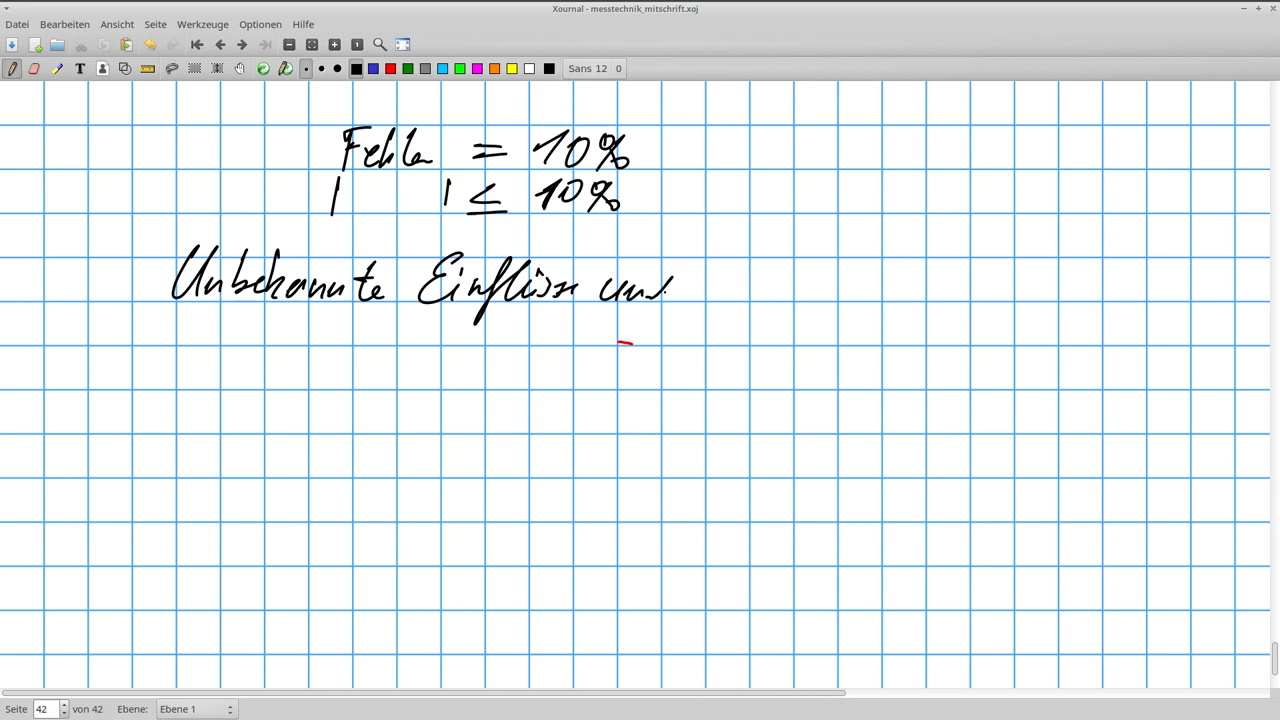 Xournal - messtechnik_mitschrift.xoj
Datei Bearbeiten Ansicht Seite Werkzeuge Optionen Hilfe
Sans 12 0
Fehler = 10%
| | ≤ 10%
Unbekannte Einflüsse und
Seite 42 von 42 Ebene: Ebene 1